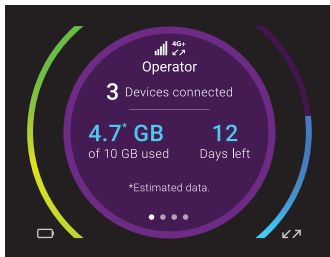 4G+
Operator
3 Devices connected
4.7* GB 12
of 10 GB used Days left
*Estimated data.